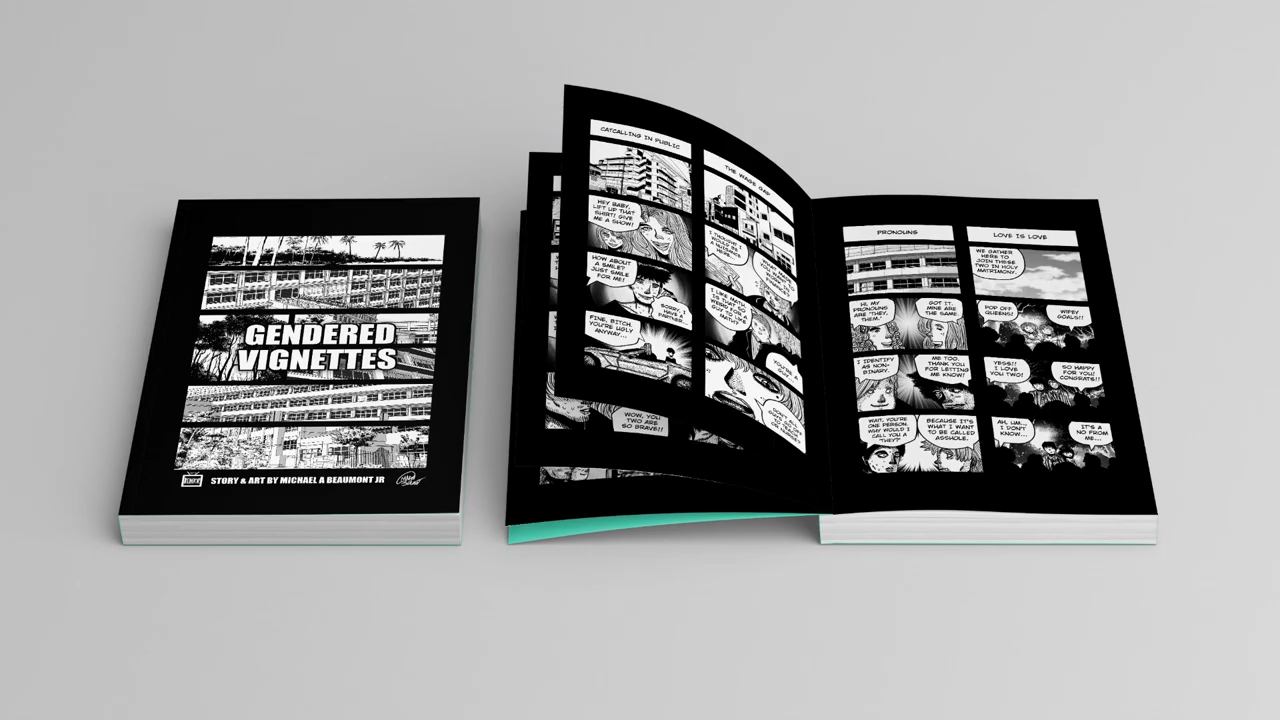 GENDERED
VIGNETTES
STORY & ART BY MICHAEL A BEAUMONT JR
CATCALLING IN PUBLIC
HEY BABY,
LIFT UP THAT
SHIRT! GIVE
ME A SHOW!
HOW ABOUT
A SMILE?
JUST SMILE
FOR ME!
SORRY, I
HAVE A
PARTNER...
FINE, BITCH,
YOU'RE UGLY
ANYWAY...
THE WAGE GAP
I THOUGHT I
WOULD BE
HERE...
I LIKE MATH,
WOW, YOU
TWO ARE
SO BRAVE!!
PRONOUNS
HI, MY
PRONOUNS
ARE "THEY,
THEM."
GOT IT.
MINE ARE
THE SAME.
I IDENTIFY
AS NON-
BINARY.
ME TOO.
THANK YOU
FOR LETTING
ME KNOW!
WAIT, YOU'RE
ONE PERSON.
WHY WOULD I
CALL YOU A
"THEY?"
BECAUSE IT'S
WHAT I WANT
TO BE CALLED
ASSHOLE.
LOVE IS LOVE
WE GATHER
HERE TO
JOIN THESE
TWO IN HOLY
MATRIMONY.
POP OFF
QUEENS!
WIFEY
GOALS!!
YESS!!
I LOVE
YOU TWO!
SO HAPPY
FOR YOU!
CONGRATS!!
AH, UM...
I DON'T
KNOW...
IT'S A
NO FROM
ME...